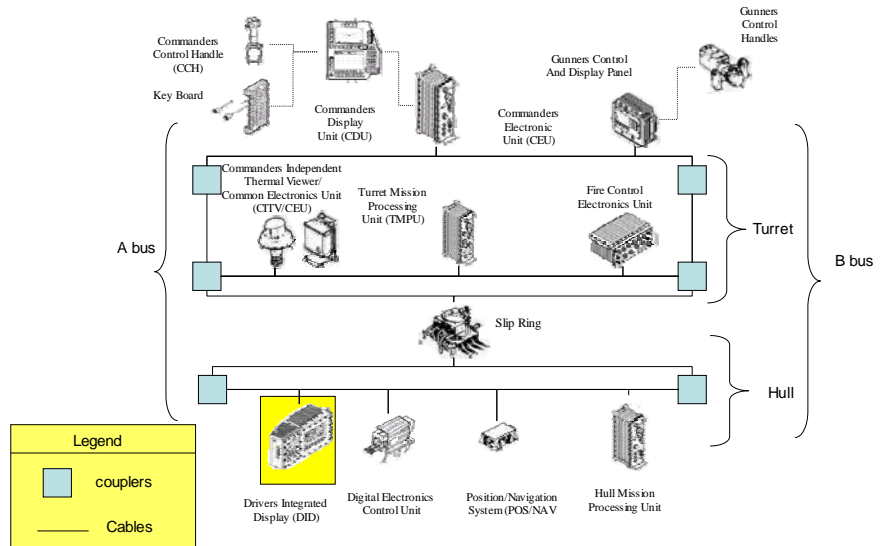 Commanders
Control Handle
(CCH)
Key Board
Commanders
Display
Unit (CDU)
Gunners Control
And Display Panel
Gunners
Control
Handles
Commanders
Electronic
Unit (CEU)
Commanders Independent
Thermal Viewer/
Common Electronics Unit
(CITV/CEU)
Turret Mission
Processing
Unit (TMPU)
Fire Control
Electronics Unit
Turret
A bus
B bus
Slip Ring
Hull
Legend
couplers
Cables
Drivers Integrated
Display (DID)
Digital Electronics
Control Unit
Position/Navigation
System (POS/NAV
Hull Mission
Processing Unit